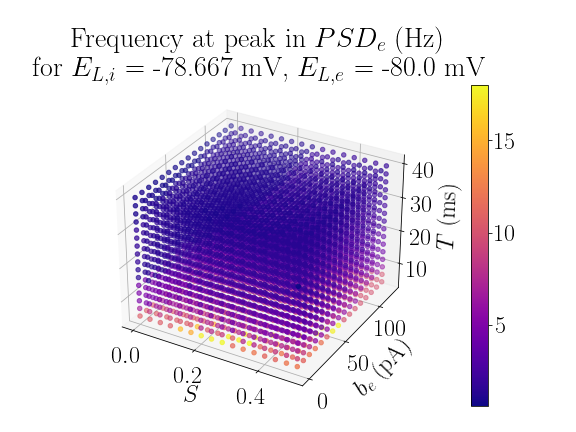 Frequency at peak in PSD_e (Hz)
for E_{L,i} = -78.667 mV, E_{L,e} = -80.0 mV
15
10
5
40
30
20
10
T (ms)
100
50
0
b_e (pA)
0.0
0.2
0.4
S